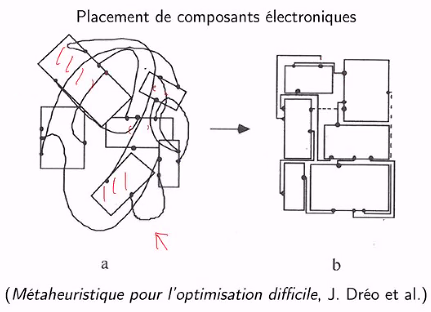 Placement de composants électroniques
a
b
(Métaheuristique pour l'optimisation difficile, J. Dréo et al.)